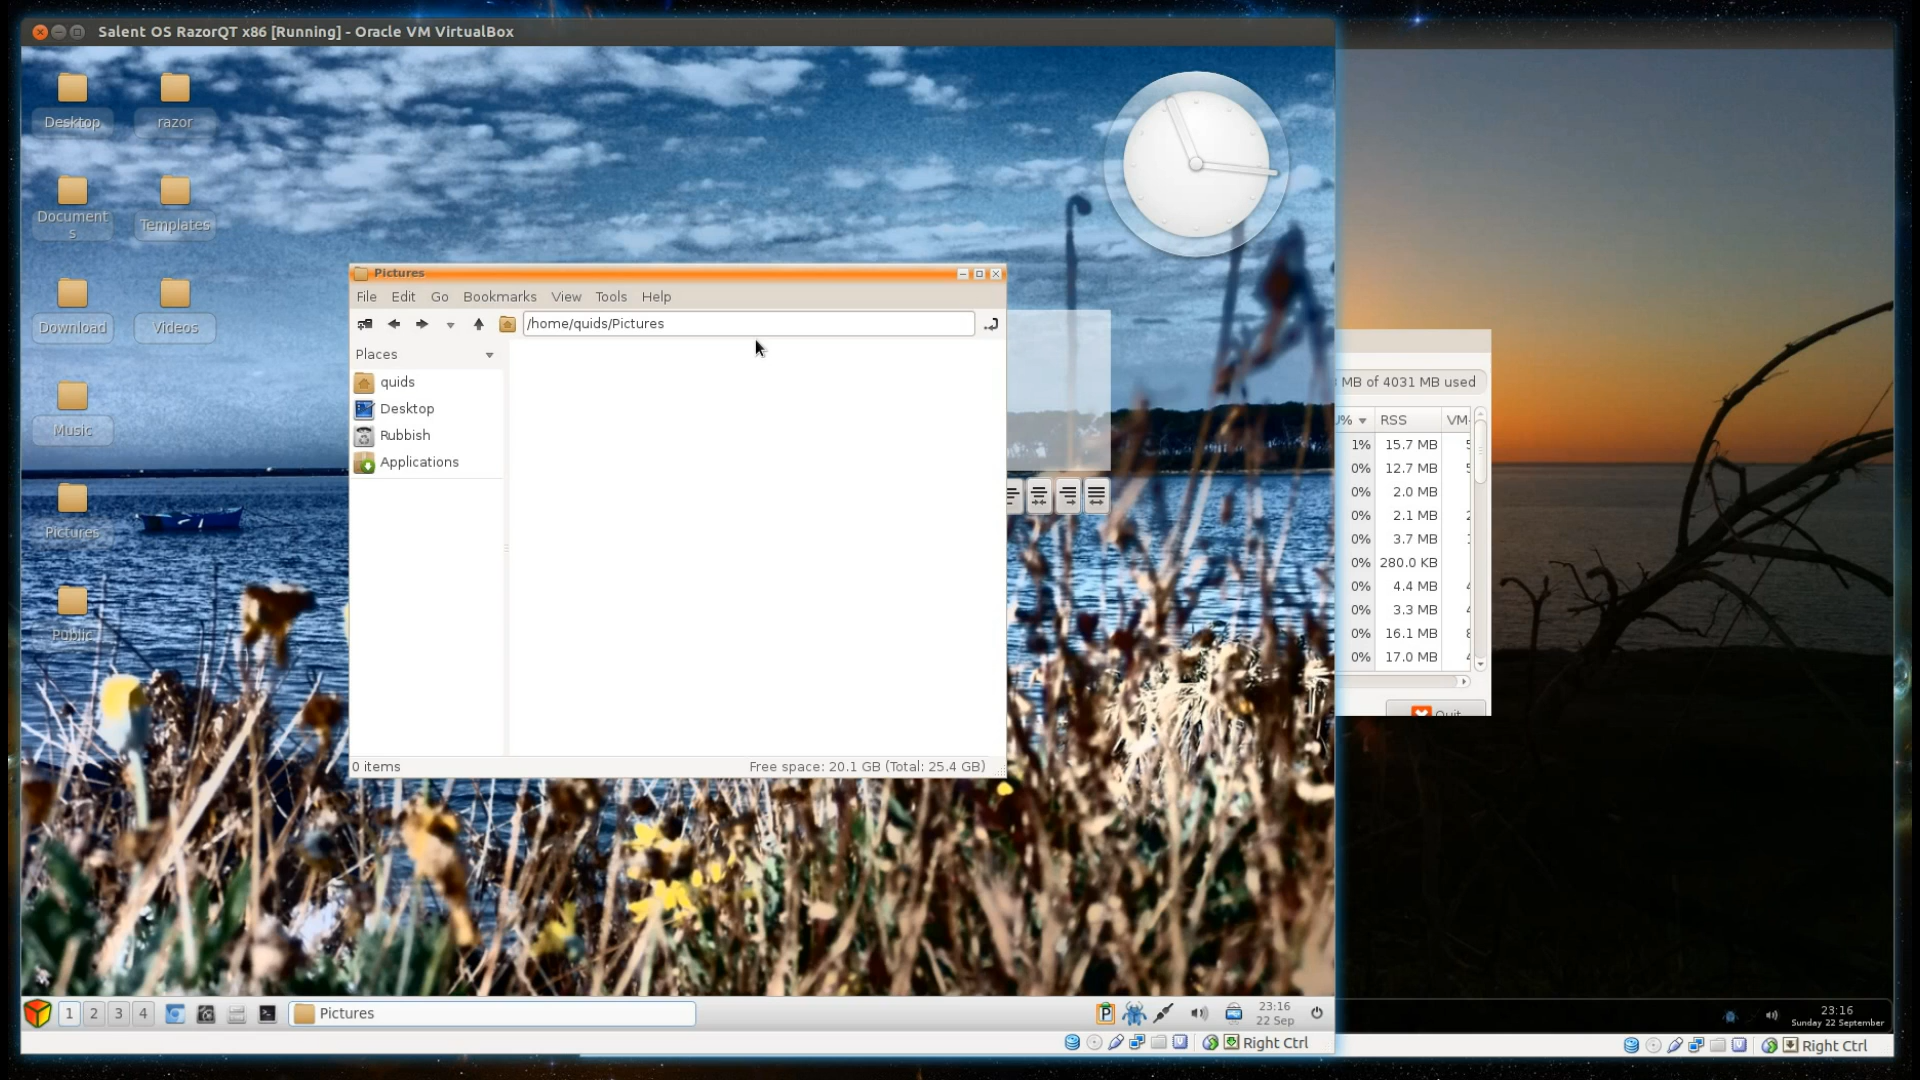 Salent OS RazorQT x86 [Running] - Oracle VM VirtualBox
Desktop
razor
Document
s
Templates
Download
Videos
Music
Pictures
Public
Pictures
File Edit Go Bookmarks View Tools Help
/home/quids/Pictures
Places
quids
Desktop
Rubbish
Applications
0 items
Free space: 20.1 GB (Total: 25.4 GB)
MB of 4031 MB used
% RSS VM-
1% 15.7 MB
0% 12.7 MB
0% 2.0 MB
0% 2.1 MB
0% 3.7 MB
0% 280.0 KB
0% 4.4 MB
0% 3.3 MB
0% 16.1 MB
0% 17.0 MB
Quit
1 2 3 4
Pictures
P
23:16
22 Sep
Right Ctrl
23:16
Sunday 22 September
Right Ctrl